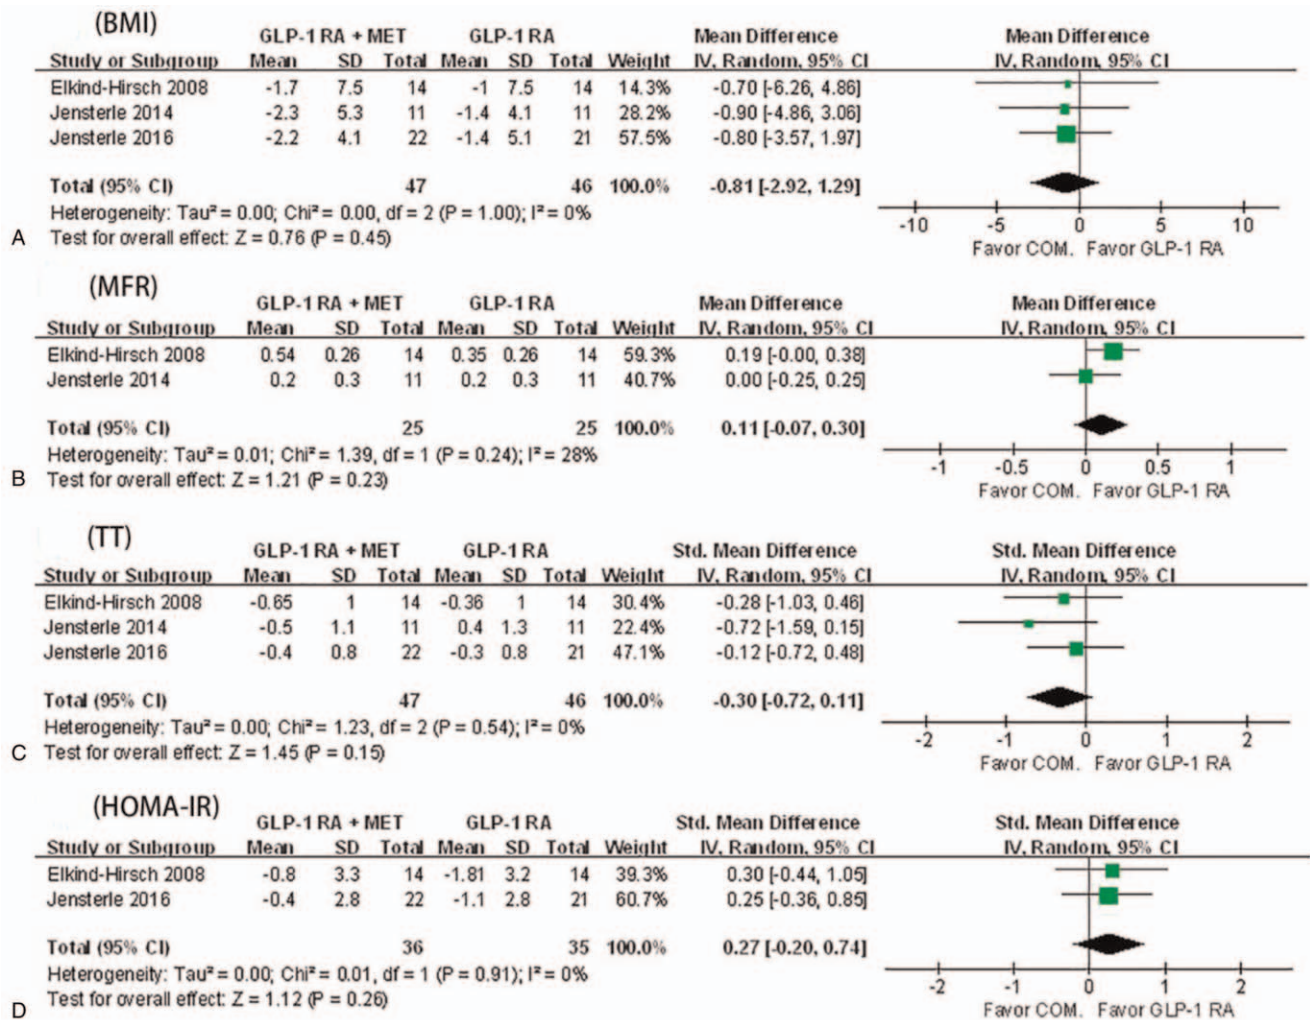 (BMI)
GLP-1 RA + MET GLP-1 RA Mean Difference Mean Difference
Study or Subgroup Mean SD Total Mean SD Total Weight IV, Random, 95% CI IV, Random, 95% CI
Elkind-Hirsch 2008 -1.7 7.5 14 -1 7.5 14 14.3% -0.70 [-6.26, 4.86]
Jensterle 2014 -2.3 5.3 11 -1.4 4.1 11 28.2% -0.90 [-4.86, 3.06]
Jensterle 2016 -2.2 4.1 22 -1.4 5.1 21 57.5% -0.80 [-3.57, 1.97]
Total (95% CI) 47 46 100.0% -0.81 [-2.92, 1.29]
Heterogeneity: Tau² = 0.00; Chi² = 0.00, df = 2 (P = 1.00); I² = 0%
-10 -5 0 5 10
A Test for overall effect: Z = 0.76 (P = 0.45)
Favor COM. Favor GLP-1 RA
(MFR)
GLP-1 RA + MET GLP-1 RA Mean Difference Mean Difference
Study or Subgroup Mean SD Total Mean SD Total Weight IV, Random, 95% CI IV, Random, 95% CI
Elkind-Hirsch 2008 0.54 0.26 14 0.35 0.26 14 59.3% 0.19 [-0.00, 0.38]
Jensterle 2014 0.2 0.3 11 0.2 0.3 11 40.7% 0.00 [-0.25, 0.25]
Total (95% CI) 25 25 100.0% 0.11 [-0.07, 0.30]
Heterogeneity: Tau² = 0.01; Chi² = 1.39, df = 1 (P = 0.24); I² = 28%
-1 -0.5 0 0.5 1
B Test for overall effect: Z = 1.21 (P = 0.23)
Favor COM. Favor GLP-1 RA
(TT)
GLP-1 RA + MET GLP-1 RA Std. Mean Difference Std. Mean Difference
Study or Subgroup Mean SD Total Mean SD Total Weight IV, Random, 95% CI IV, Random, 95% CI
Elkind-Hirsch 2008 -0.65 1 14 -0.36 1 14 30.4% -0.28 [-1.03, 0.46]
Jensterle 2014 -0.5 1.1 11 0.4 1.3 11 22.4% -0.72 [-1.59, 0.15]
Jensterle 2016 -0.4 0.8 22 -0.3 0.8 21 47.1% -0.12 [-0.72, 0.48]
Total (95% CI) 47 46 100.0% -0.30 [-0.72, 0.11]
Heterogeneity: Tau² = 0.00; Chi² = 1.23, df = 2 (P = 0.54); I² = 0%
-2 -1 0 1 2
C Test for overall effect: Z = 1.45 (P = 0.15)
Favor COM. Favor GLP-1 RA
(HOMA-IR)
GLP-1 RA + MET GLP-1 RA Std. Mean Difference Std. Mean Difference
Study or Subgroup Mean SD Total Mean SD Total Weight IV, Random, 95% CI IV, Random, 95% CI
Elkind-Hirsch 2008 -0.8 3.3 14 -1.81 3.2 14 39.3% 0.30 [-0.44, 1.05]
Jensterle 2016 -0.4 2.8 22 -1.1 2.8 21 60.7% 0.25 [-0.36, 0.85]
Total (95% CI) 36 35 100.0% 0.27 [-0.20, 0.74]
Heterogeneity: Tau² = 0.00; Chi² = 0.01, df = 1 (P = 0.91); I² = 0%
-2 -1 0 1 2
D Test for overall effect: Z = 1.12 (P = 0.26)
Favor COM. Favor GLP-1 RA